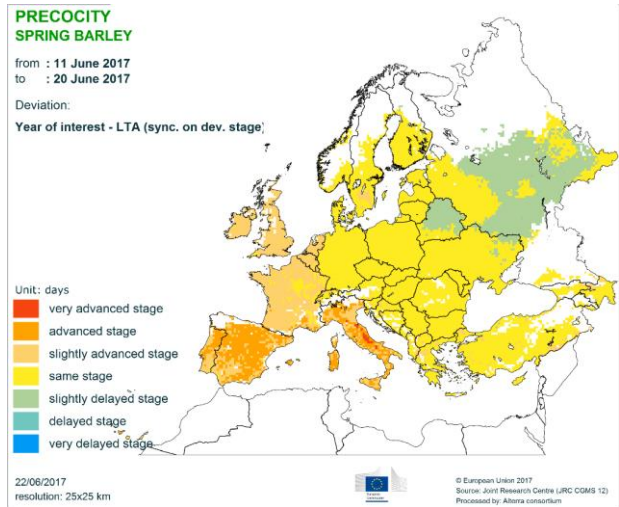 PRECOCITY
SPRING BARLEY
from : 11 June 2017
to : 20 June 2017
Deviation:
Year of interest - LTA (sync. on dev. stage)
Unit: days
very advanced stage
advanced stage
slightly advanced stage
same stage
slightly delayed stage
delayed stage
very delayed stage
22/06/2017
resolution: 25x25 km
© European Union 2017
Source: Joint Research Centre (JRC CGMS 12)
Processed by: Alterra consortium